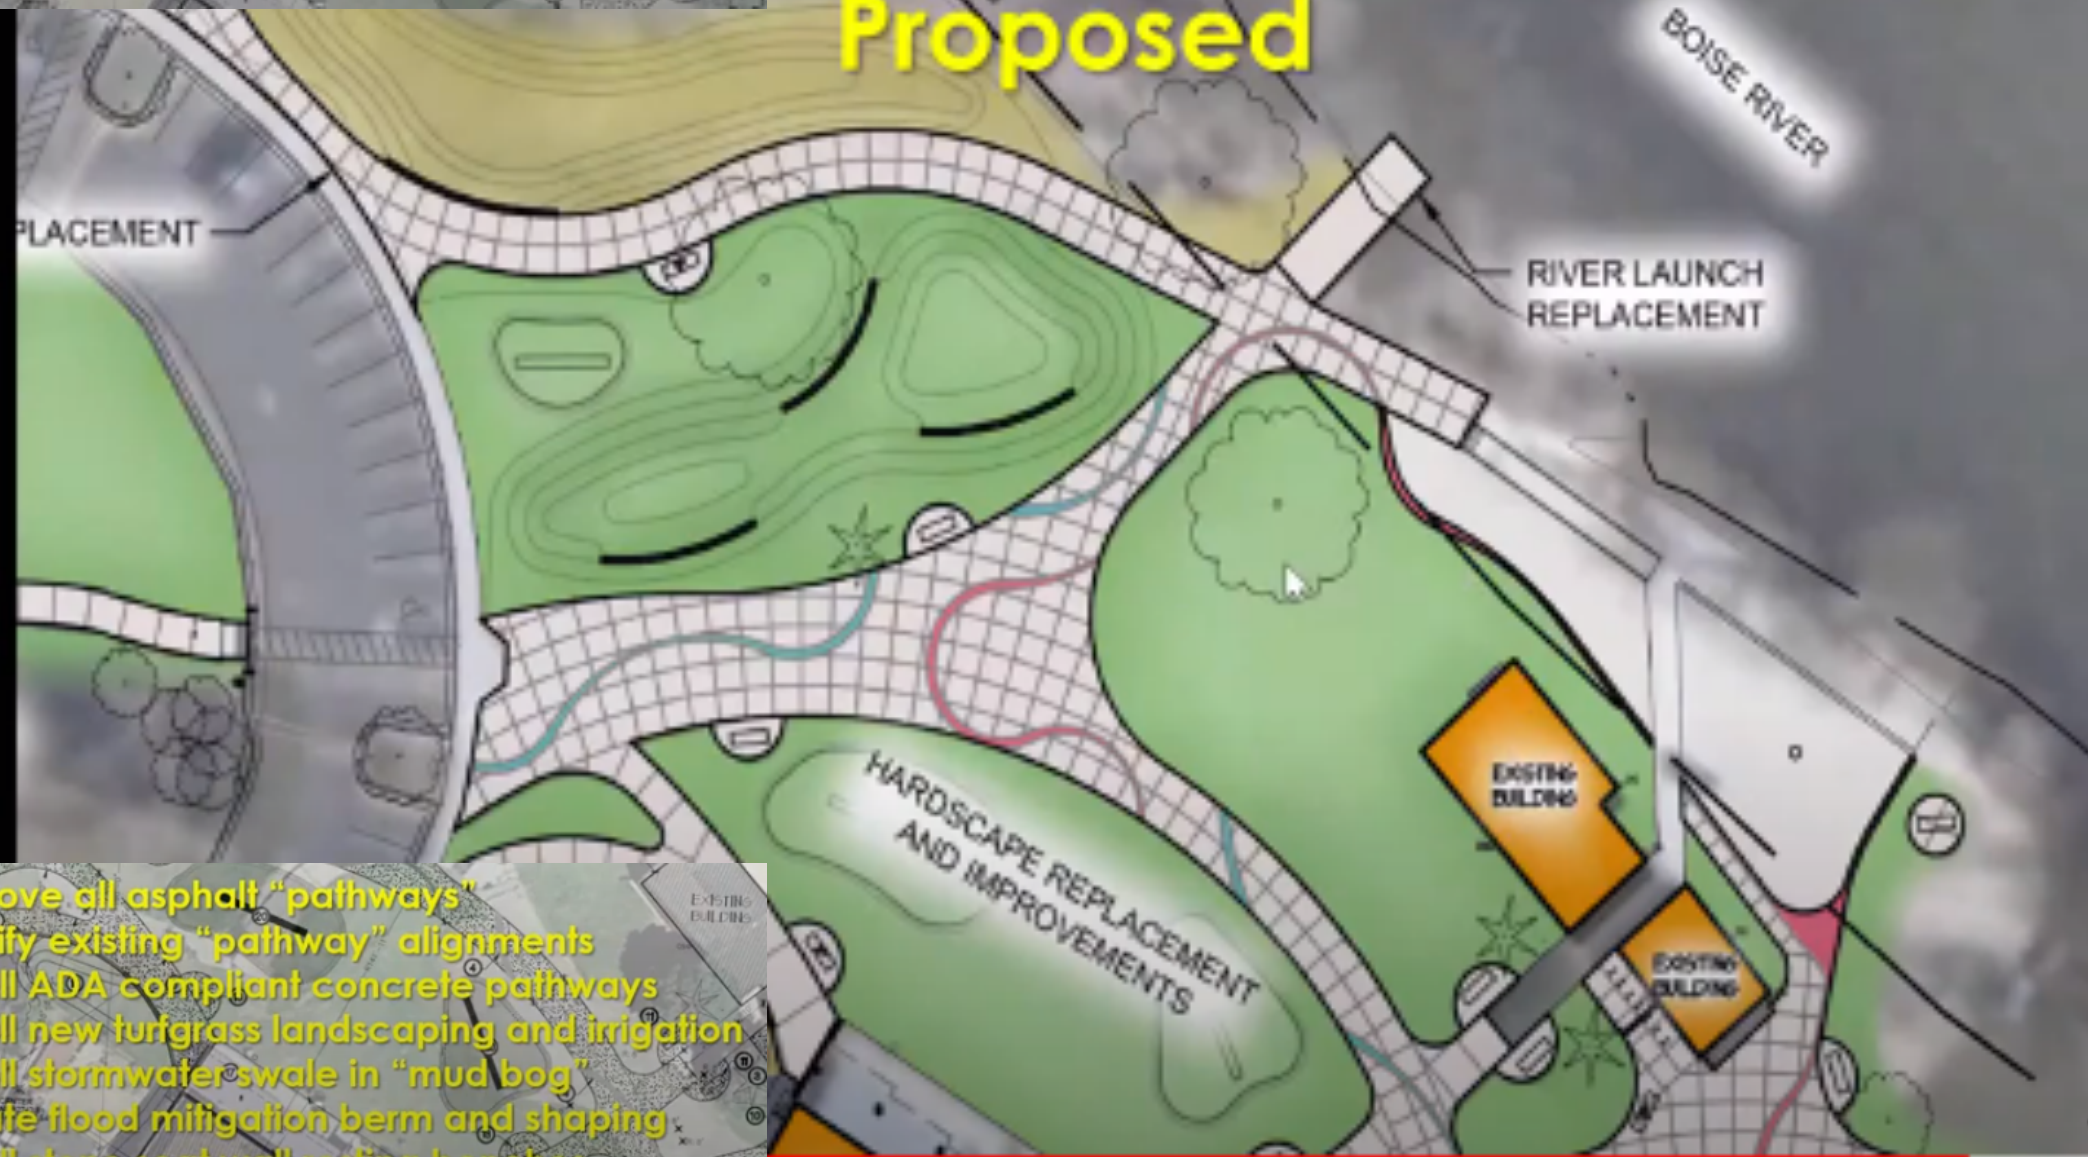 Proposed
BOISE RIVER
PLACEMENT
RIVER LAUNCH
REPLACEMENT
EXISTING
BUILDING
HARDSCAPE REPLACEMENT
AND IMPROVEMENTS
EXISTING
BUILDING
ove all asphalt “pathways”
EXISTING
BUILDING
ify existing “pathway” alignments
ll ADA compliant concrete pathways
ll new turfgrass landscaping and irrigation
ll stormwater swale in “mud bog”
te flood mitigation berm and shaping